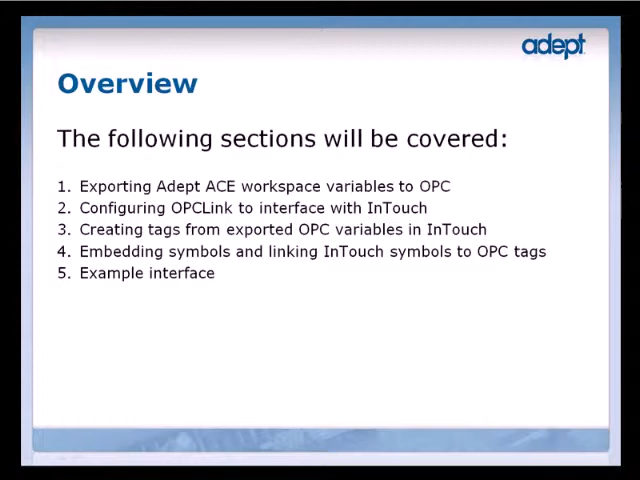 adept
Overview
The following sections will be covered:
1. Exporting Adept ACE workspace variables to OPC
2. Configuring OPCLink to interface with InTouch
3. Creating tags from exported OPC variables in InTouch
4. Embedding symbols and linking InTouch symbols to OPC tags
5. Example interface